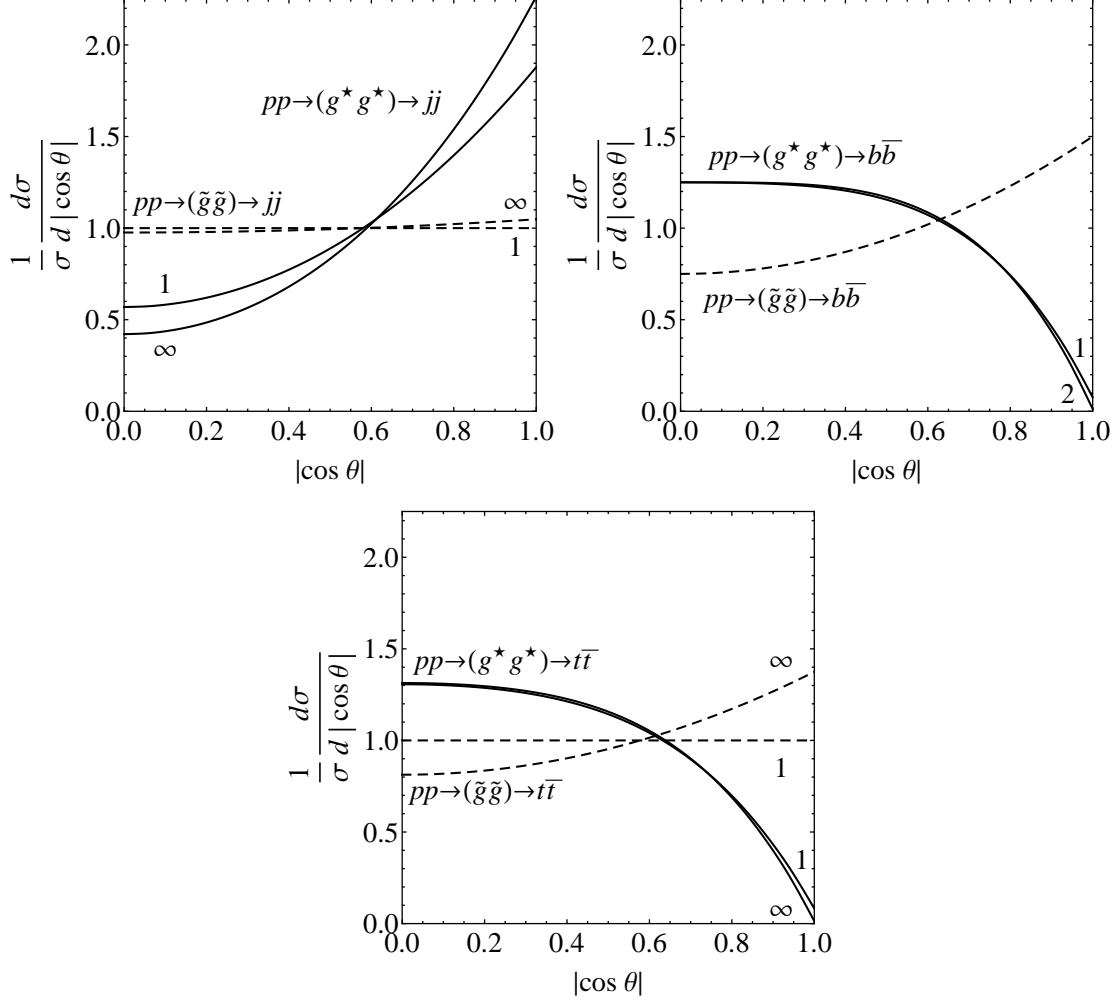 2.0
1.5
1.0
0.5
0.0
0.0 0.2 0.4 0.6 0.8 1.0
|cos θ|
1/σ dσ/d|cos θ|
pp→(g⋆ g⋆)→jj
pp→(g̃g̃)→jj
∞
1
1
∞
2.0
1.5
1.0
0.5
0.0
0.0 0.2 0.4 0.6 0.8 1.0
|cos θ|
1/σ dσ/d|cos θ|
pp→(g⋆ g⋆)→bb̅
pp→(g̃g̃)→bb̅
1
2
2.0
1.5
1.0
0.5
0.0
0.0 0.2 0.4 0.6 0.8 1.0
|cos θ|
1/σ dσ/d|cos θ|
pp→(g⋆ g⋆)→tt̅
∞
1
pp→(g̃g̃)→tt̅
1
∞